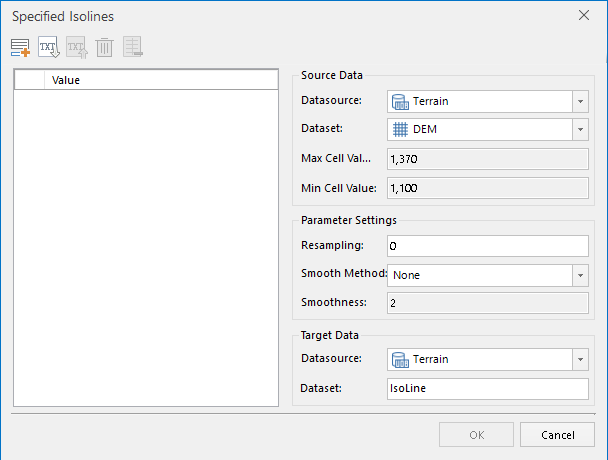 Specified Isolines
TXT TXT
Value
Source Data
Datasource: Terrain
Dataset: DEM
Max Cell Val... 1,370
Min Cell Value: 1,100
Parameter Settings
Resampling: 0
Smooth Method: None
Smoothness: 2
Target Data
Datasource: Terrain
Dataset: IsoLine
OK Cancel